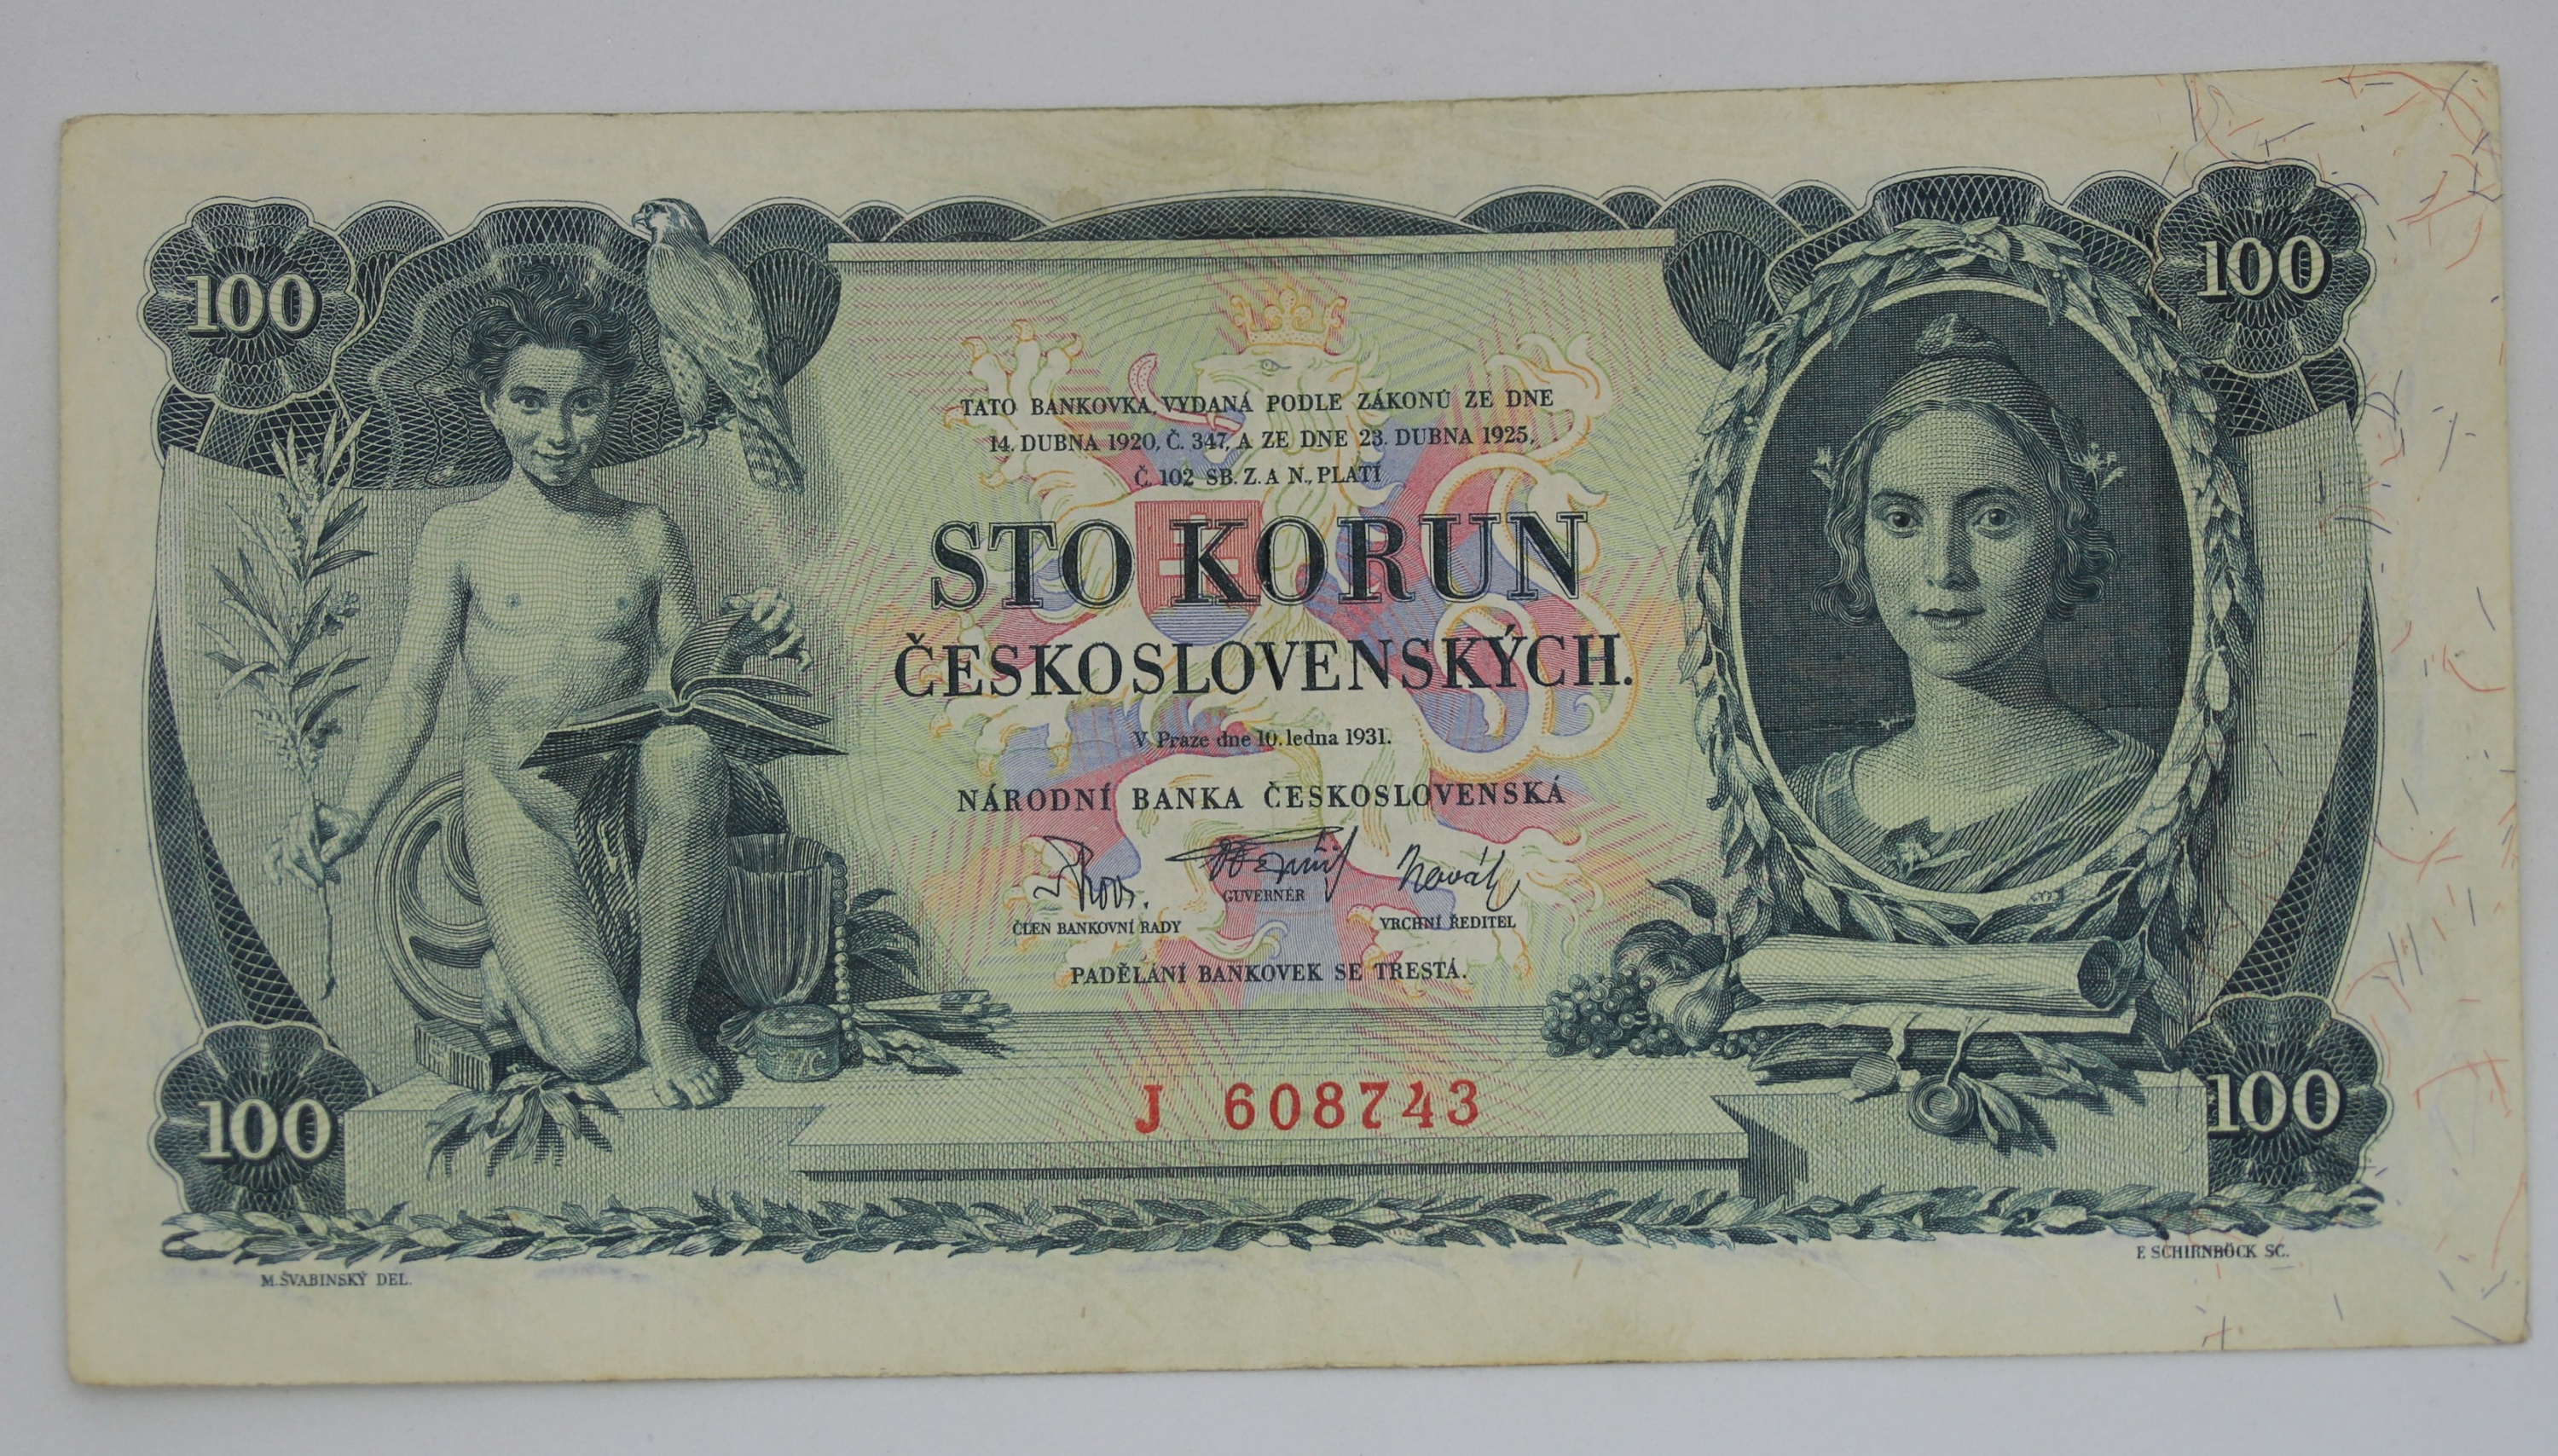 100
100
TATO BANKOVKA, VYDANÁ PODLE ZÁKONŮ ZE DNE
14. DUBNA 1920, Č. 347, A ZE DNE 23. DUBNA 1925,
Č. 102 SB. Z. A N., PLATÍ
STO KORUN
ČESKOSLOVENSKÝCH.
V Praze dne 10. ledna 1931.
NÁRODNÍ BANKA ČESKOSLOVENSKÁ
Novák
GUVERNÉR
ČLEN BANKOVNÍ RADY
VRCHNÍ ŘEDITEL
PADĚLÁNÍ BANKOVEK SE TRESTÁ.
J 608743
100
100
M. ŠVABINSKÝ DEL.
F. SCHIRNBÖCK SC.